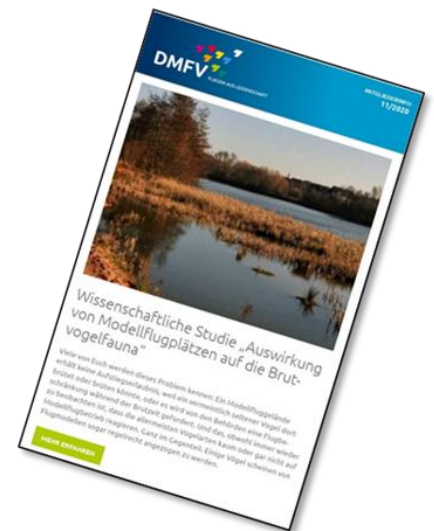 DMFV
FLIEGEN AUS LEIDENSCHAFT
MITGLIEDERINFO
11/2020
Wissenschaftliche Studie „Auswirkung
von Modellflugplätzen auf die Brut-
vogelfauna“
Viele von Euch werden dieses Problem kennen: Ein Modellfluggelände
erhält keine Aufstiegserlaubnis, weil ein vermeintlich seltener Vogel dort
brütet oder brüten könnte, oder es wird von den Behörden eine Flugbe-
schränkung während der Brutzeit gefordert. Und das, obwohl immer wieder
zu beobachten ist, dass die allermeisten Vogelarten kaum oder gar nicht auf
Modellflugbetrieb reagieren. Ganz im Gegenteil. Einige Vögel scheinen von
Flugmodellen sogar regelrecht angezogen zu werden.
MEHR ERFAHREN